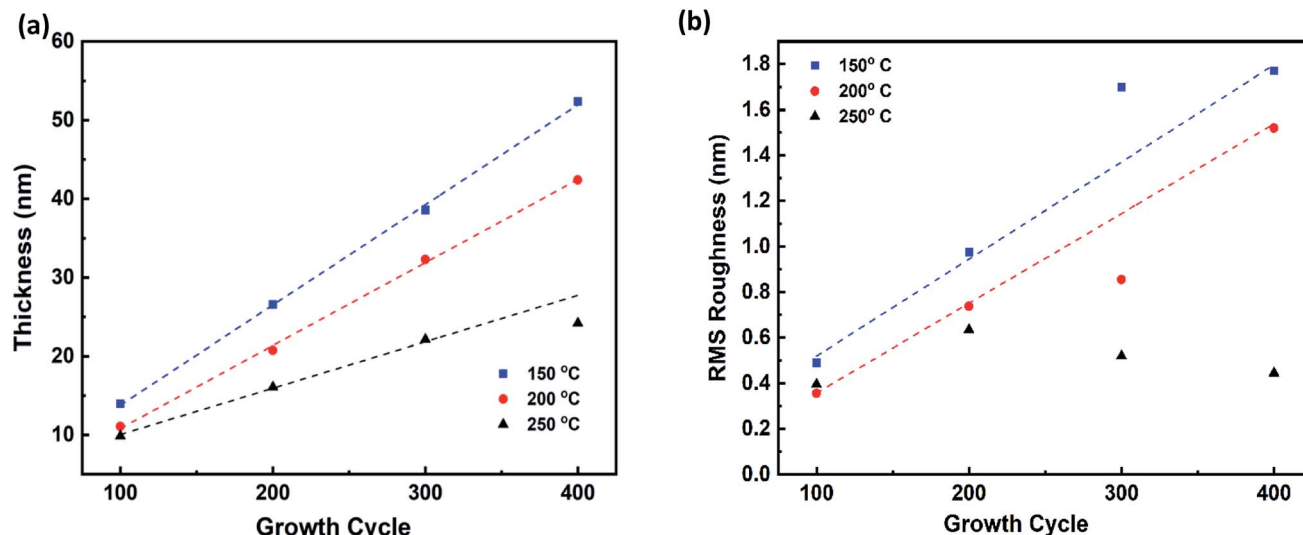 (a)
60
50
40
30
20
10
Thickness (nm)
150 °C
200 °C
250 °C
100 200 300 400
Growth Cycle
(b)
1.8
1.6
1.4
1.2
1.0
0.8
0.6
0.4
0.2
0.0
RMS Roughness (nm)
150° C
200° C
250° C
100 200 300 400
Growth Cycle